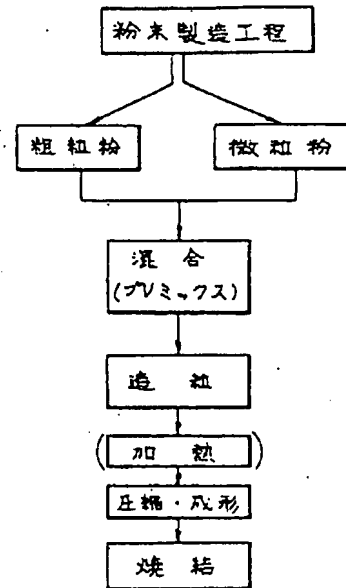 粉末製造工程
粗粒粉
微粒粉
混合
(プレミックス)
造粒
(加熱)
圧縮・成形
焼結